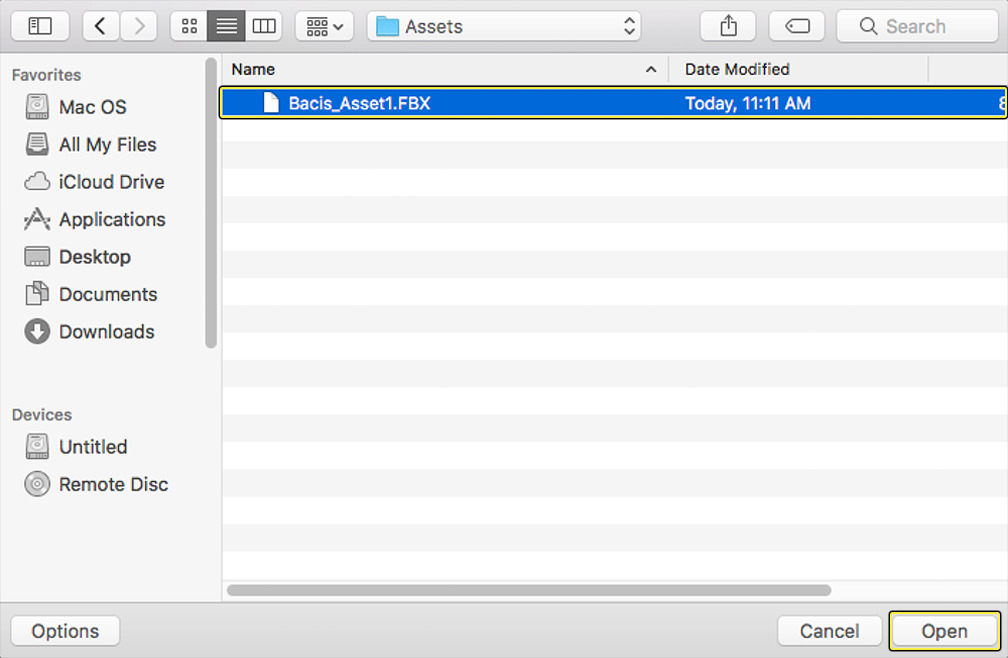 Assets
Search
Favorites
Mac OS
All My Files
iCloud Drive
Applications
Desktop
Documents
Downloads
Devices
Untitled
Remote Disc
Name Date Modified
Bacis_Asset1.FBX Today, 11:11 AM
Options Cancel Open